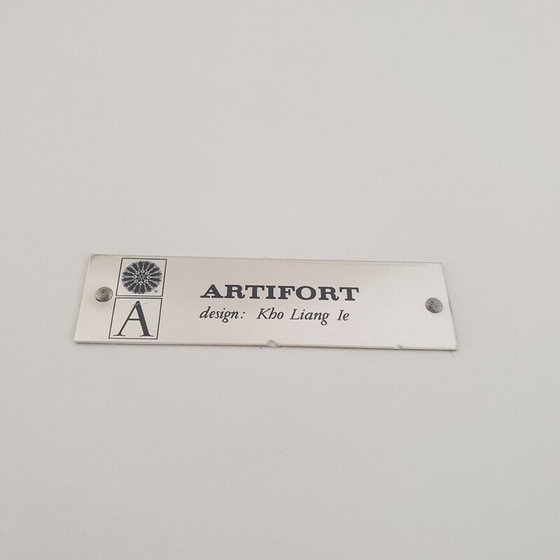 ARTIFORT
design: Kho Liang Ie
A